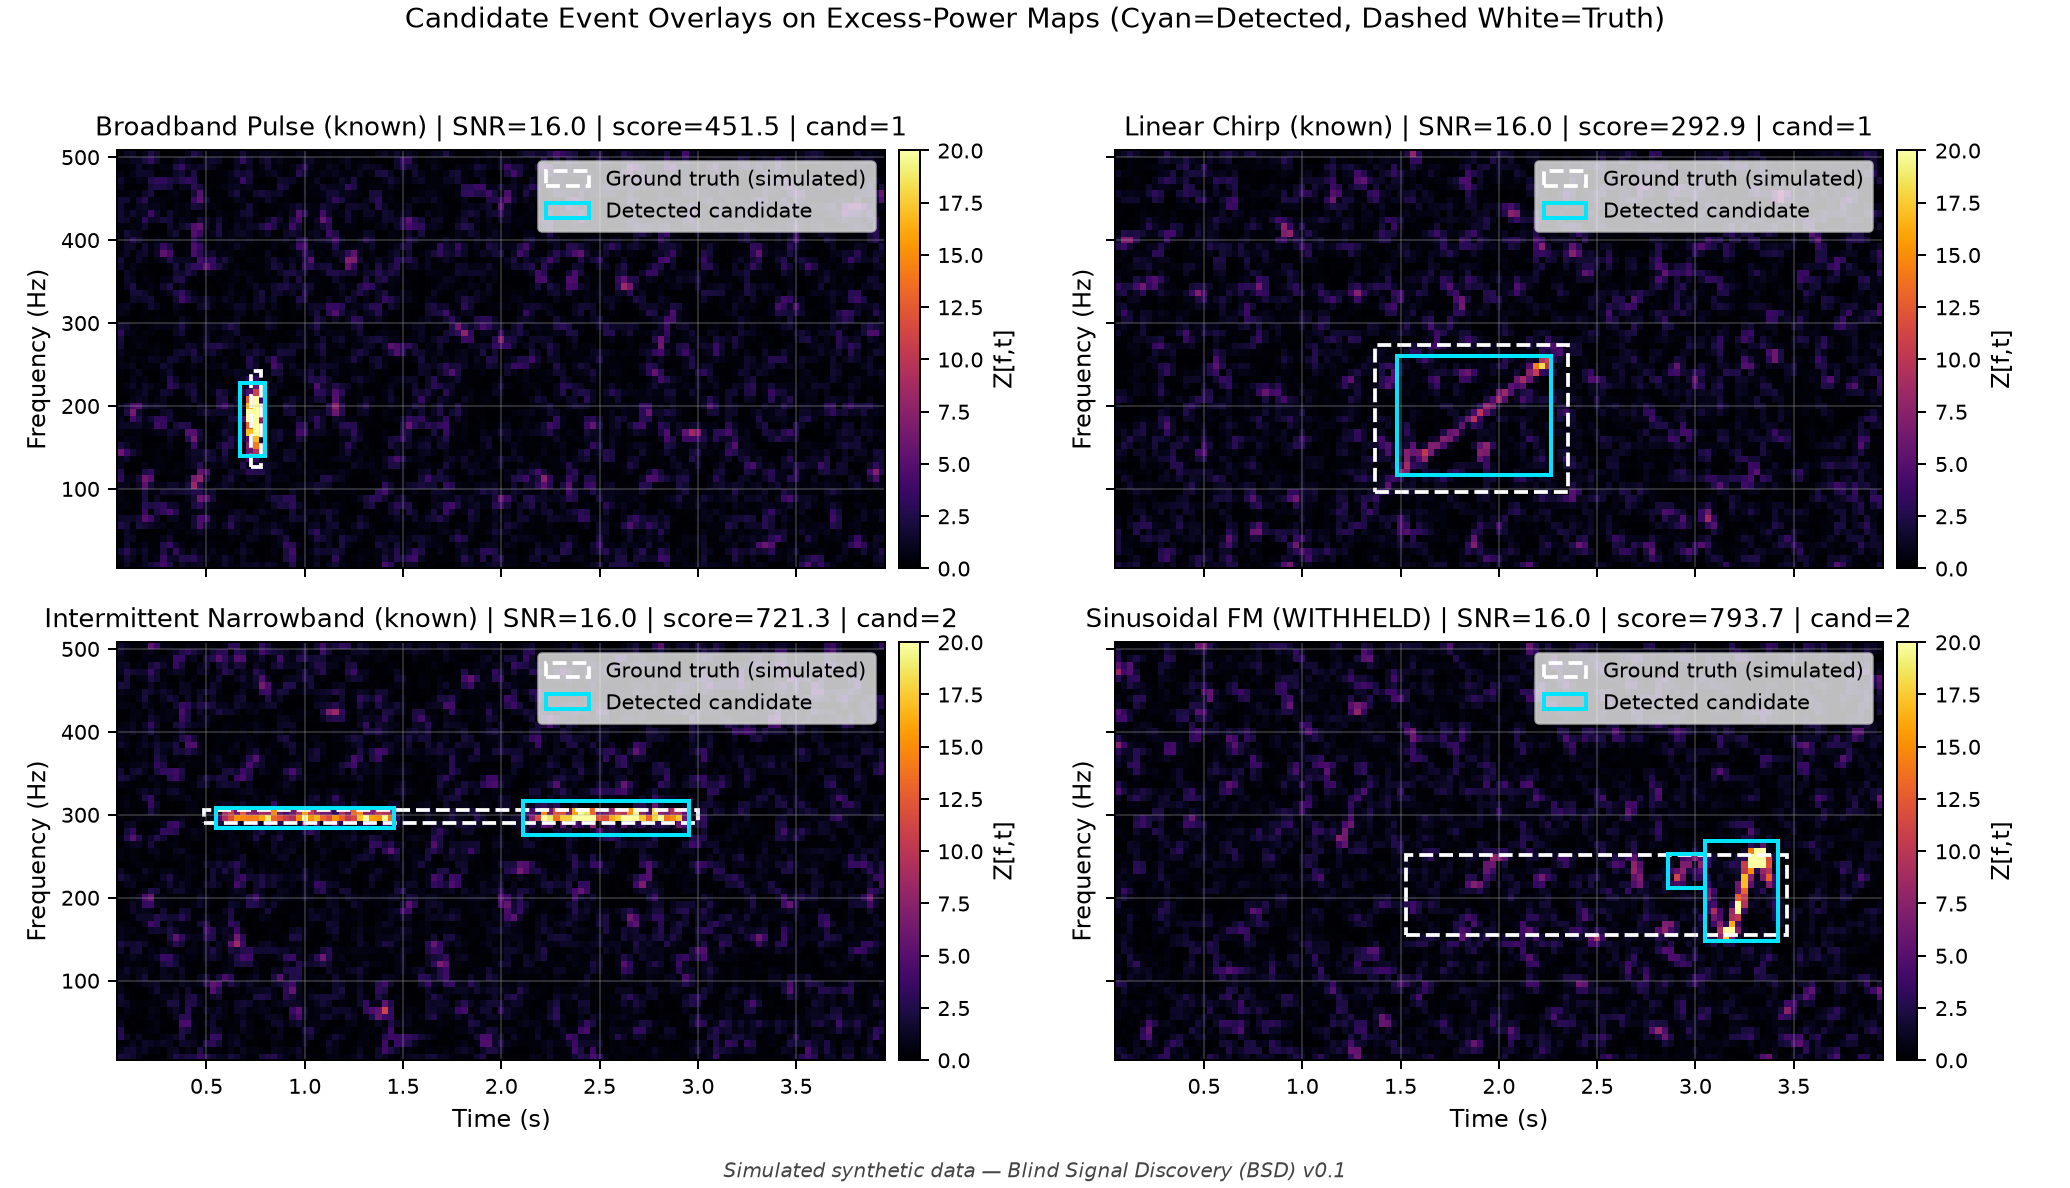 Candidate Event Overlays on Excess-Power Maps (Cyan=Detected, Dashed White=Truth)
Broadband Pulse (known) | SNR=16.0 | score=451.5 | cand=1
Ground truth (simulated)
Detected candidate
Frequency (Hz)
500
400
300
200
100
20.0
17.5
15.0
12.5
10.0
7.5
5.0
2.5
0.0
Z[f,t]
Linear Chirp (known) | SNR=16.0 | score=292.9 | cand=1
Ground truth (simulated)
Detected candidate
Frequency (Hz)
20.0
17.5
15.0
12.5
10.0
7.5
5.0
2.5
0.0
Z[f,t]
Intermittent Narrowband (known) | SNR=16.0 | score=721.3 | cand=2
Ground truth (simulated)
Detected candidate
Frequency (Hz)
500
400
300
200
100
0.5 1.0 1.5 2.0 2.5 3.0 3.5
Time (s)
20.0
17.5
15.0
12.5
10.0
7.5
5.0
2.5
0.0
Z[f,t]
Sinusoidal FM (WITHHELD) | SNR=16.0 | score=793.7 | cand=2
Ground truth (simulated)
Detected candidate
Frequency (Hz)
0.5 1.0 1.5 2.0 2.5 3.0 3.5
Time (s)
20.0
17.5
15.0
12.5
10.0
7.5
5.0
2.5
0.0
Z[f,t]
Simulated synthetic data — Blind Signal Discovery (BSD) v0.1